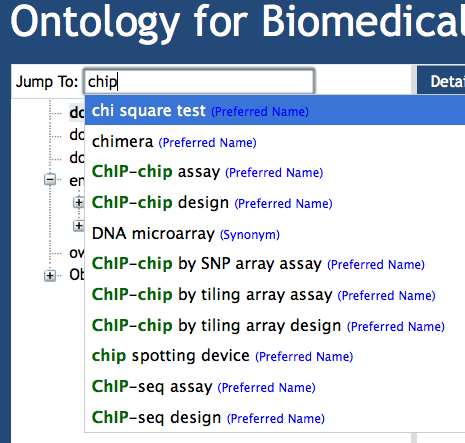 Ontology for Biomedical
Jump To: chip
Detai
chi square test (Preferred Name)
chimera (Preferred Name)
ChIP-chip assay (Preferred Name)
ChIP-chip design (Preferred Name)
DNA microarray (Synonym)
ChIP-chip by SNP array assay (Preferred Name)
ChIP-chip by tiling array assay (Preferred Name)
ChIP-chip by tiling array design (Preferred Name)
chip spotting device (Preferred Name)
ChIP-seq assay (Preferred Name)
ChIP-seq design (Preferred Name)